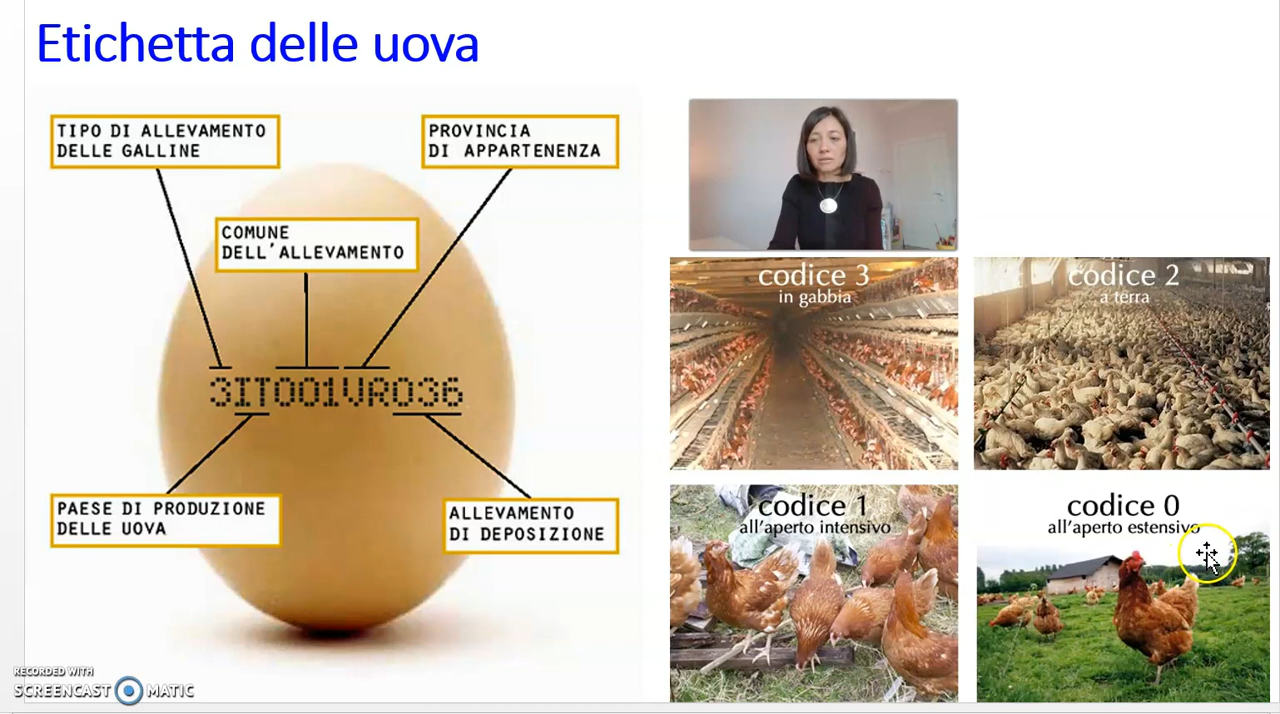 Etichetta delle uova
TIPO DI ALLEVAMENTO
DELLE GALLINE
PROVINCIA
DI APPARTENENZA
COMUNE
DELL'ALLEVAMENTO
3IT001VR036
PAESE DI PRODUZIONE
DELLE UOVA
ALLEVAMENTO
DI DEPOSIZIONE
codice 3
in gabbia
codice 2
a terra
codice 1
all'aperto intensivo
codice 0
all'aperto estensivo
RECORDED WITH
SCREENCAST MATIC